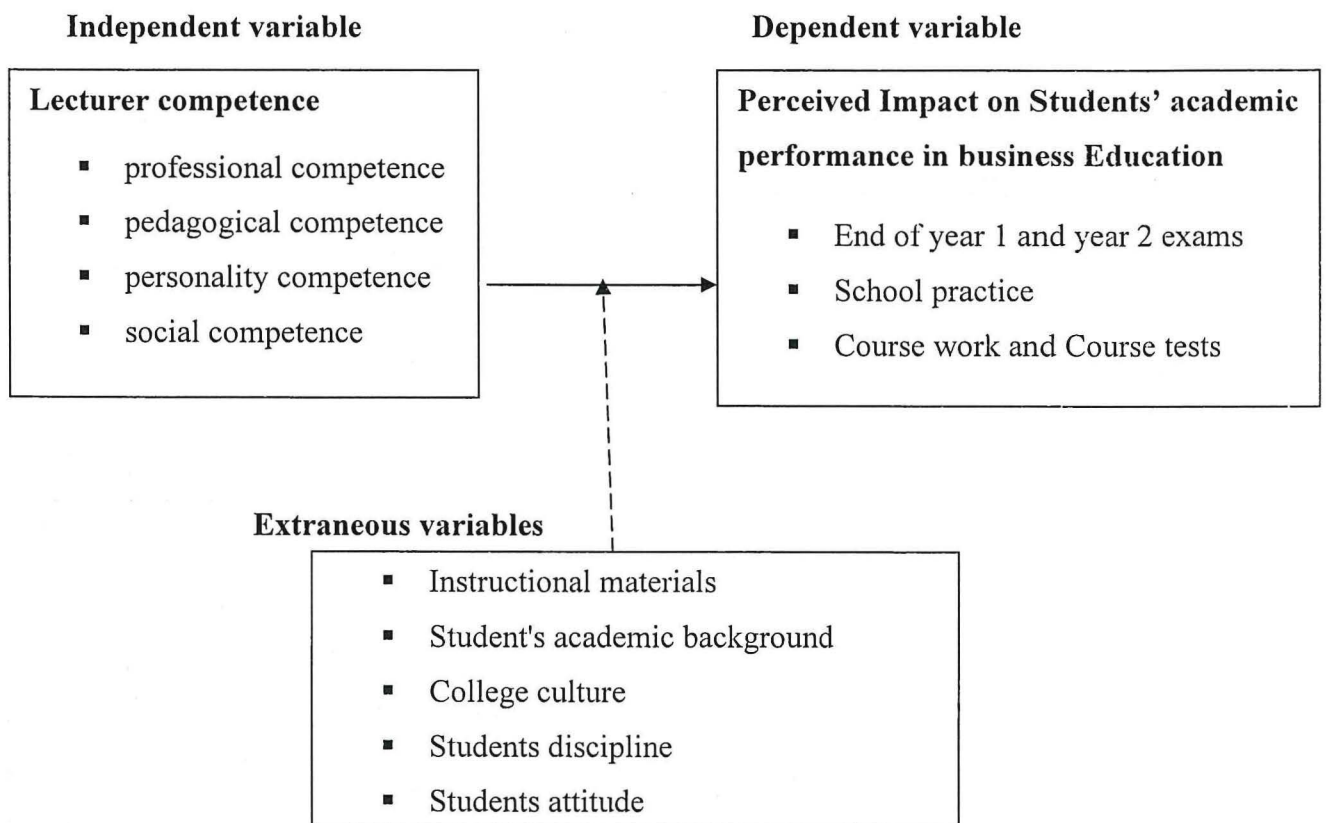 Independent variable
Dependent variable
Lecturer competence
▪ professional competence
▪ pedagogical competence
▪ personality competence
▪ social competence
Perceived Impact on Students' academic
performance in business Education
▪ End of year 1 and year 2 exams
▪ School practice
▪ Course work and Course tests
Extraneous variables
▪ Instructional materials
▪ Student's academic background
▪ College culture
▪ Students discipline
▪ Students attitude